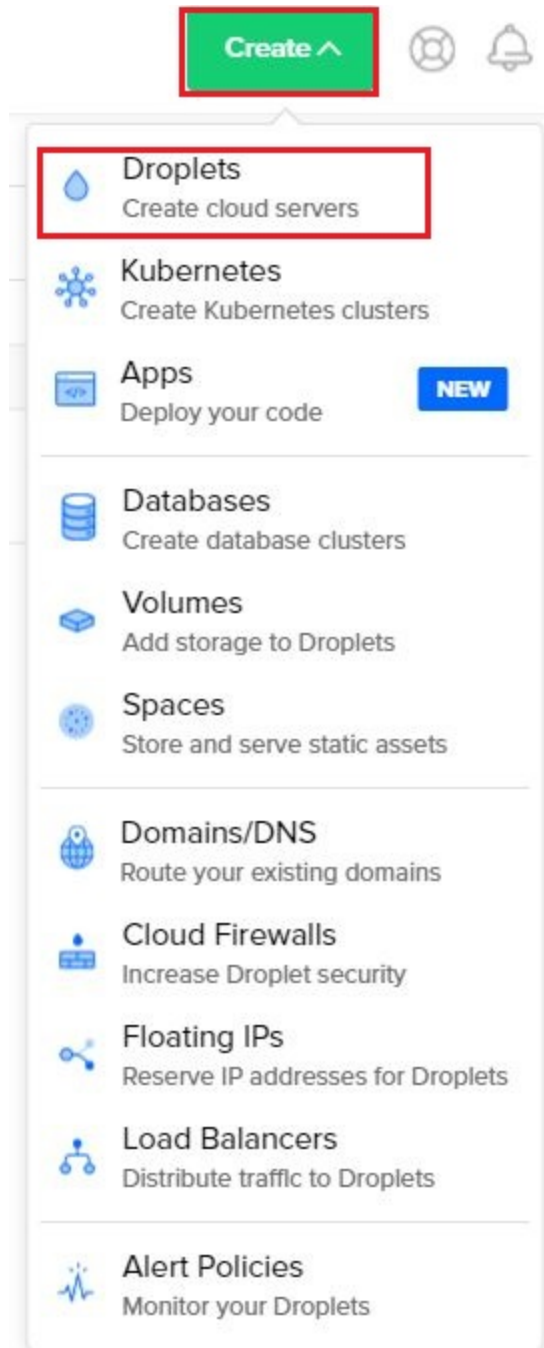 Create
Droplets
Create cloud servers
Kubernetes
Create Kubernetes clusters
Apps
Deploy your code
NEW
Databases
Create database clusters
Volumes
Add storage to Droplets
Spaces
Store and serve static assets
Domains/DNS
Route your existing domains
Cloud Firewalls
Increase Droplet security
Floating IPs
Reserve IP addresses for Droplets
Load Balancers
Distribute traffic to Droplets
Alert Policies
Monitor your Droplets